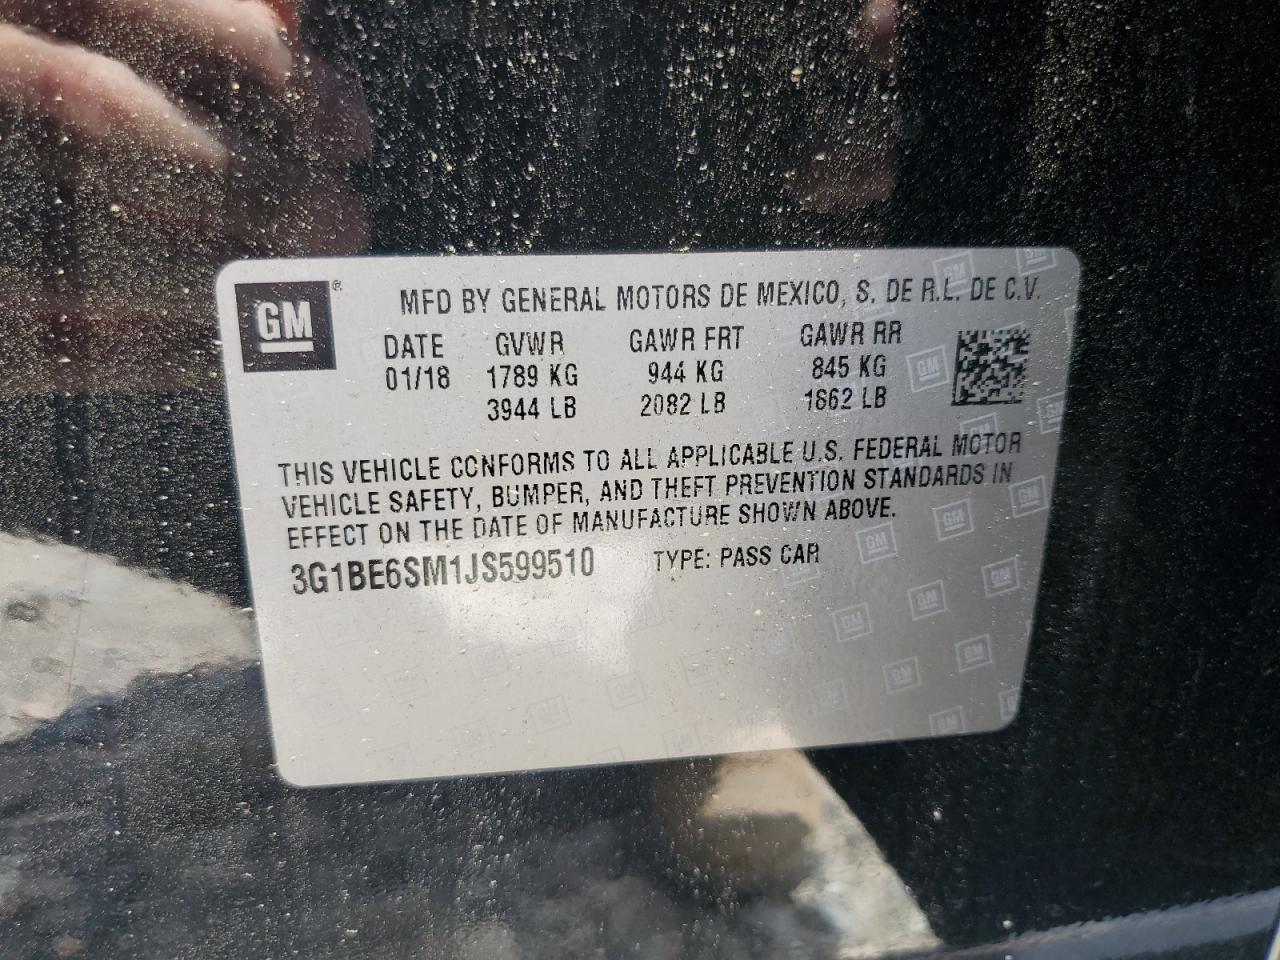 GM®
MFD BY GENERAL MOTORS DE MEXICO, S. DE R.L. DE C.V.
DATE GVWR GAWR FRT GAWR RR
01/18 1789 KG 944 KG 845 KG
3944 LB 2082 LB 1862 LB
THIS VEHICLE CONFORMS TO ALL APPLICABLE U.S. FEDERAL MOTOR
VEHICLE SAFETY, BUMPER, AND THEFT PREVENTION STANDARDS IN
EFFECT ON THE DATE OF MANUFACTURE SHOWN ABOVE.
3G1BE6SM1JS599510 TYPE: PASS CAR